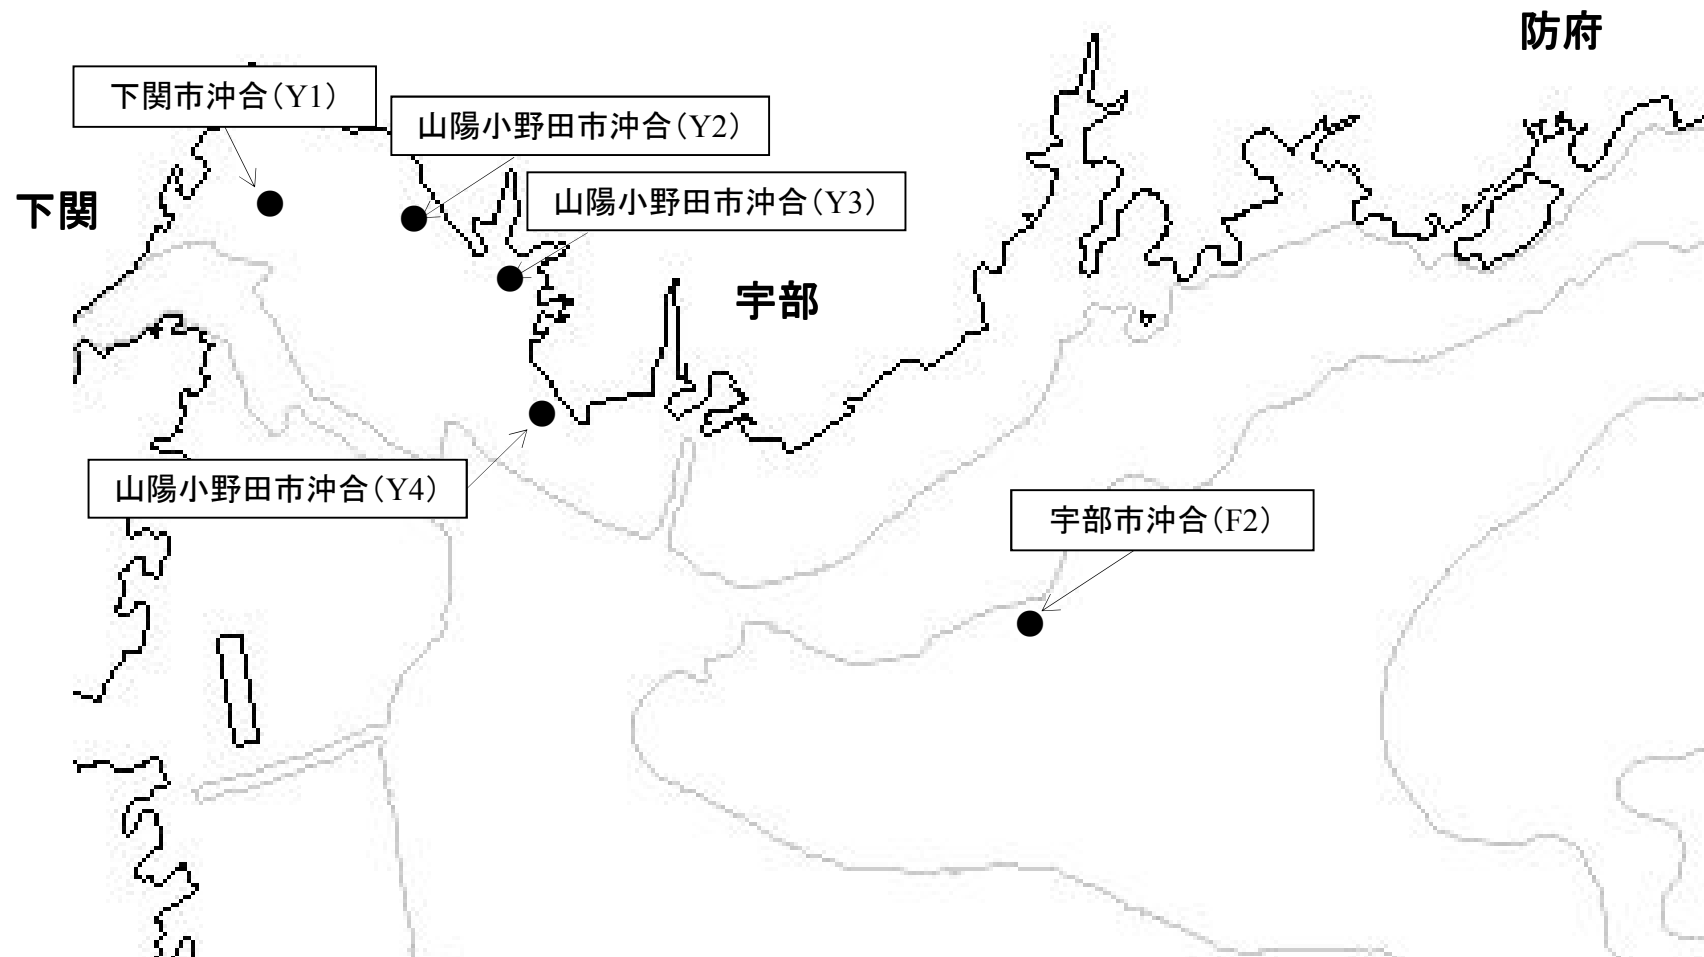 防府
下関市沖合(Y1)
山陽小野田市沖合(Y2)
山陽小野田市沖合(Y3)
下関
宇部
山陽小野田市沖合(Y4)
宇部市沖合(F2)